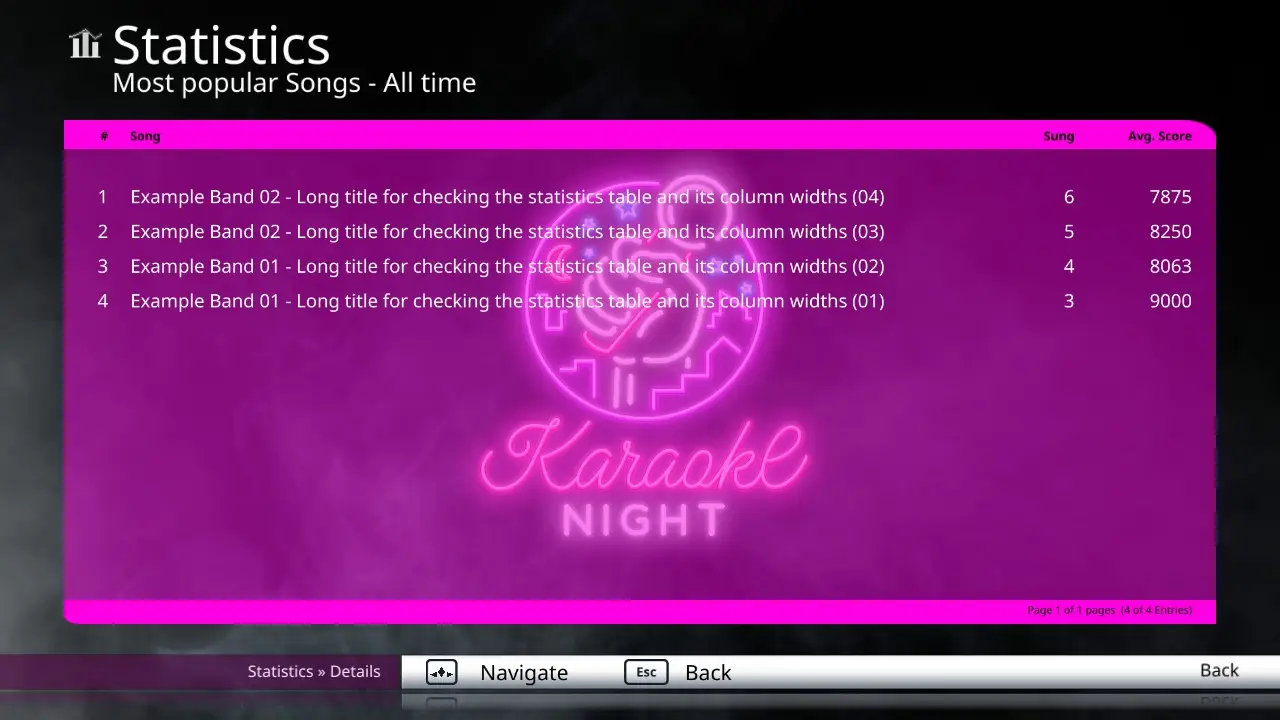 Statistics
Most popular Songs - All time
# Song Sung Avg. Score
1 Example Band 02 - Long title for checking the statistics table and its column widths (04) 6 7875
2 Example Band 02 - Long title for checking the statistics table and its column widths (03) 5 8250
3 Example Band 01 - Long title for checking the statistics table and its column widths (02) 4 8063
4 Example Band 01 - Long title for checking the statistics table and its column widths (01) 3 9000
Karaoke
NIGHT
Page 1 of 1 pages (4 of 4 Entries)
Statistics » Details Navigate Esc Back Back